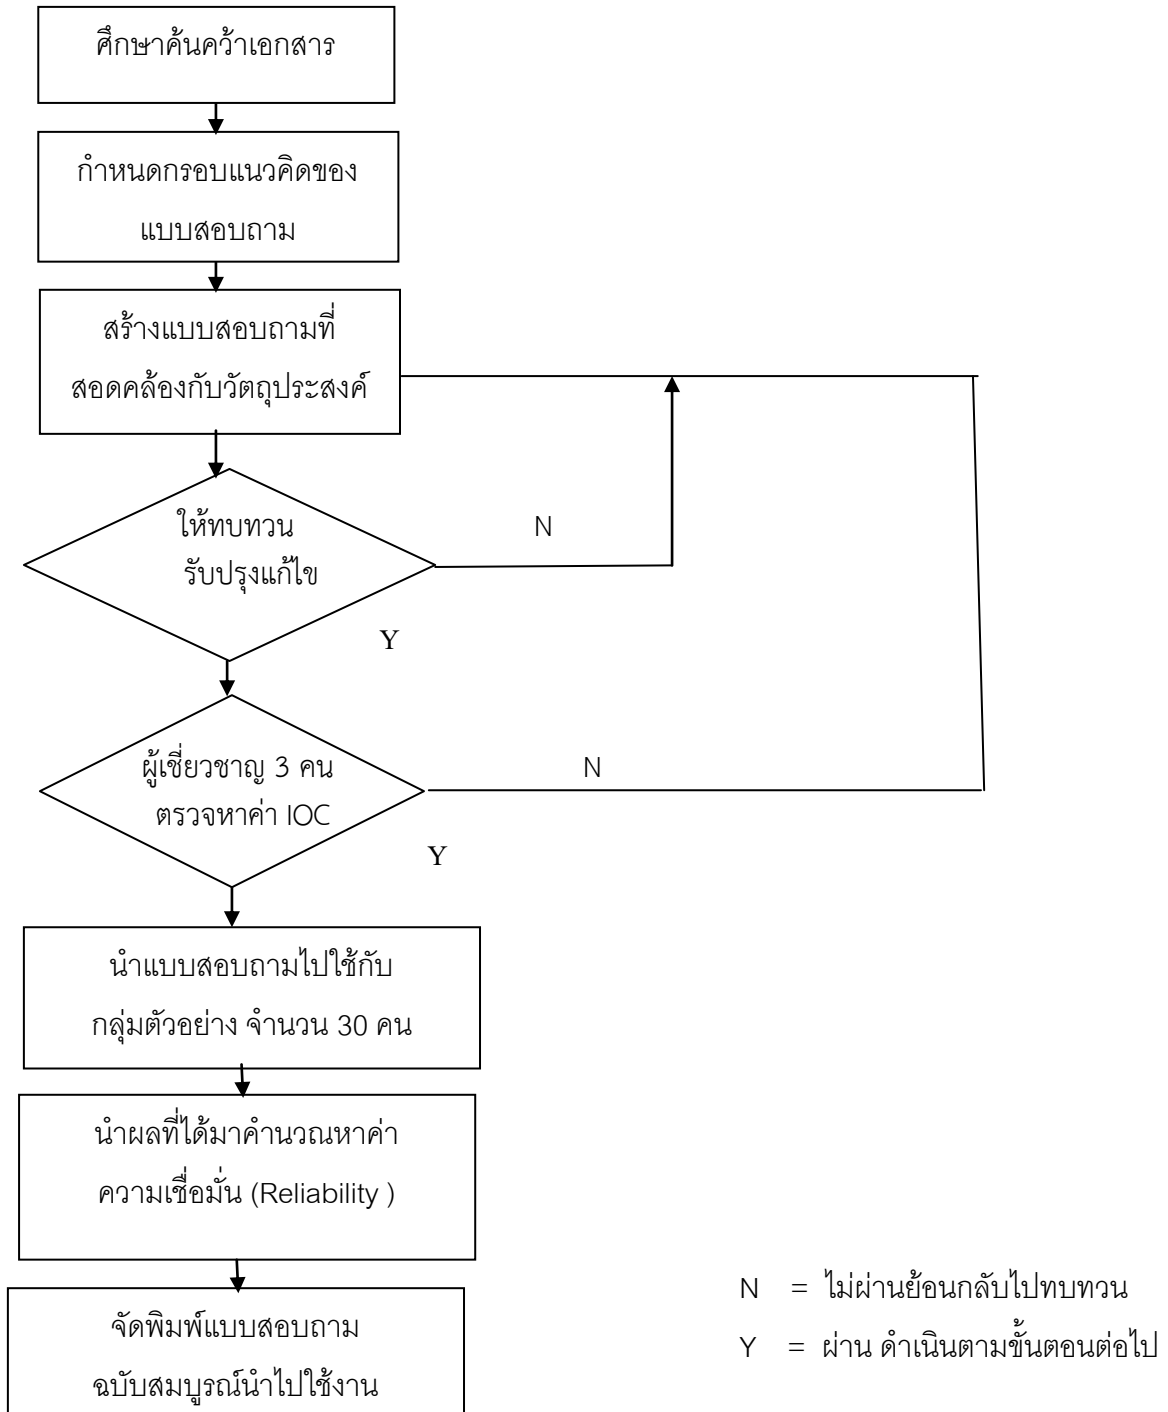 ศึกษาค้นคว้าเอกสาร
กำหนดกรอบแนวคิดของ
แบบสอบถาม
สร้างแบบสอบถามที่
สอดคล้องกับวัตถุประสงค์
ให้ทบทวน
รับปรุงแก้ไข
N
Y
ผู้เชี่ยวชาญ 3 คน
ตรวจหาค่า IOC
N
Y
นำแบบสอบถามไปใช้กับ
กลุ่มตัวอย่าง จำนวน 30 คน
นำผลที่ได้มาคำนวณหาค่า
ความเชื่อมั่น (Reliability )
จัดพิมพ์แบบสอบถาม
ฉบับสมบูรณ์นำไปใช้งาน
N = ไม่ผ่านย้อนกลับไปทบทวน
Y = ผ่าน ดำเนินตามขั้นตอนต่อไป